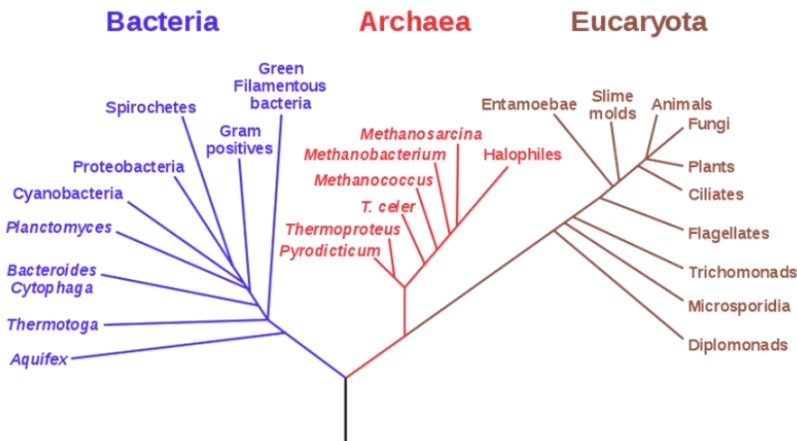 Bacteria
Archaea
Eucaryota
Green
Filamentous
bacteria
Spirochetes
Gram
positives
Proteobacteria
Cyanobacteria
Planctomyces
Bacteroides
Cytophaga
Thermotoga
Aquifex
Methanosarcina
Methanobacterium
Halophiles
Methanococcus
T. celer
Thermoproteus
Pyrodicticum
Entamoebae
Slime
molds
Animals
Fungi
Plants
Ciliates
Flagellates
Trichomonads
Microsporidia
Diplomonads